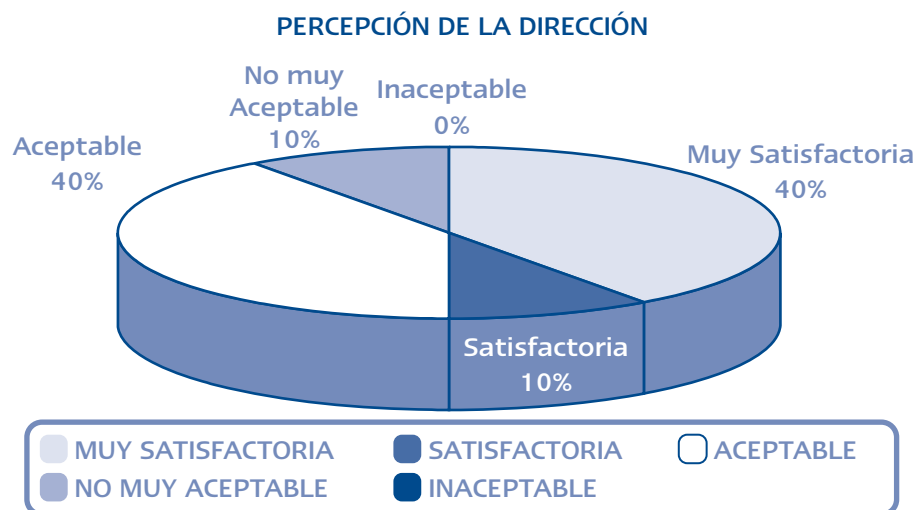 PERCEPCIÓN DE LA DIRECCIÓN
No muy
Aceptable
10%
Inaceptable
0%
Aceptable
40%
Muy Satisfactoria
40%
Satisfactoria
10%
MUY SATISFACTORIA
SATISFACTORIA
ACEPTABLE
NO MUY ACEPTABLE
INACEPTABLE